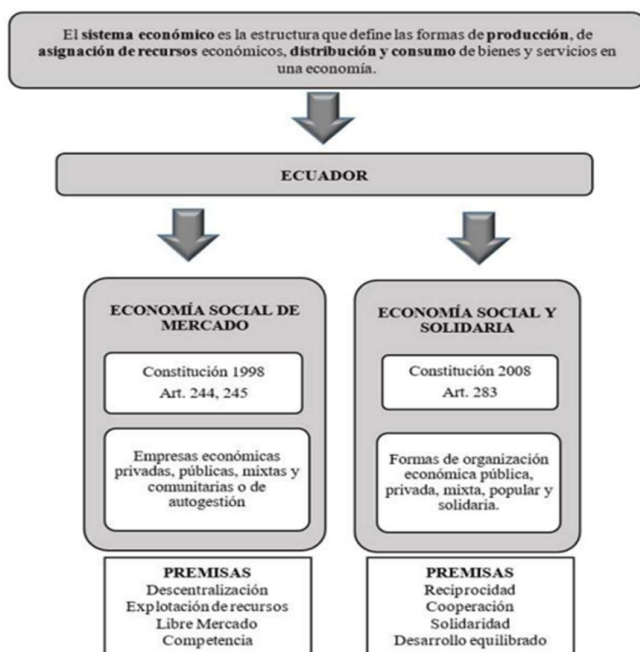 El sistema económico es la estructura que define las formas de producción, de
asignación de recursos económicos, distribución y consumo de bienes y servicios en
una economía.
ECUADOR
ECONOMÍA SOCIAL DE
MERCADO
Constitución 1998
Art. 244, 245
Empresas económicas
privadas, públicas, mixtas y
comunitarias o de
autogestión
PREMISAS
Descentralización
Explotación de recursos
Libre Mercado
Competencia
ECONOMÍA SOCIAL Y
SOLIDARIA
Constitución 2008
Art. 283
Formas de organización
económica pública,
privada, mixta, popular y
solidaria.
PREMISAS
Reciprocidad
Cooperación
Solidaridad
Desarrollo equilibrado